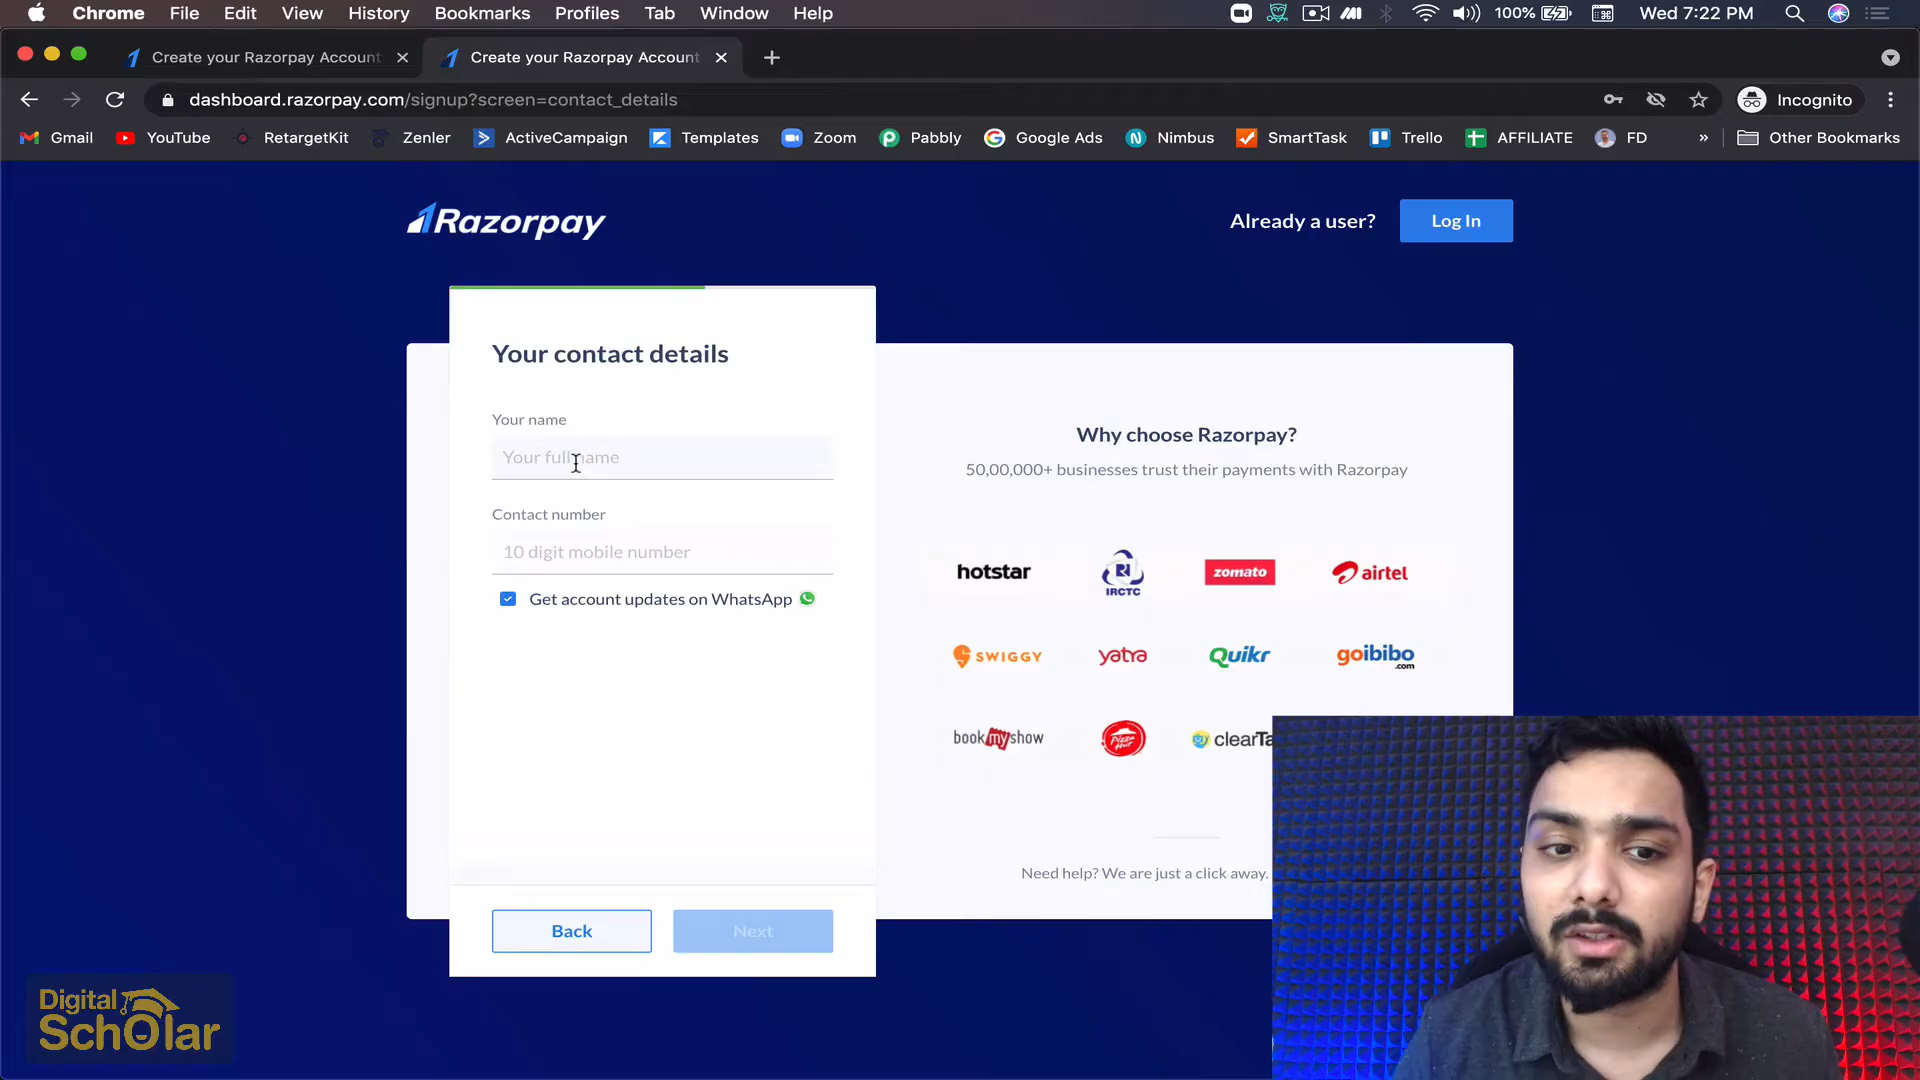 Chrome File Edit View History Bookmarks Profiles Tab Window Help
100% Wed 7:22 PM
Create your Razorpay Account
Create your Razorpay Account
dashboard.razorpay.com/signup?screen=contact_details
Incognito
Gmail YouTube RetargetKit Zenler ActiveCampaign Templates Zoom Pabbly Google Ads Nimbus SmartTask Trello AFFILIATE FD » Other Bookmarks
Razorpay
Already a user? Log In
Your contact details
Your name
Your full name
Contact number
10 digit mobile number
Get account updates on WhatsApp
Back Next
Why choose Razorpay?
50,00,000+ businesses trust their payments with Razorpay
hotstar IRCTC zomato airtel
SWIGGY yatra Quikr goibibo.com
bookmyshow Pizza Hut clearTa
Need help? We are just a click away.
Digital
SchOlar